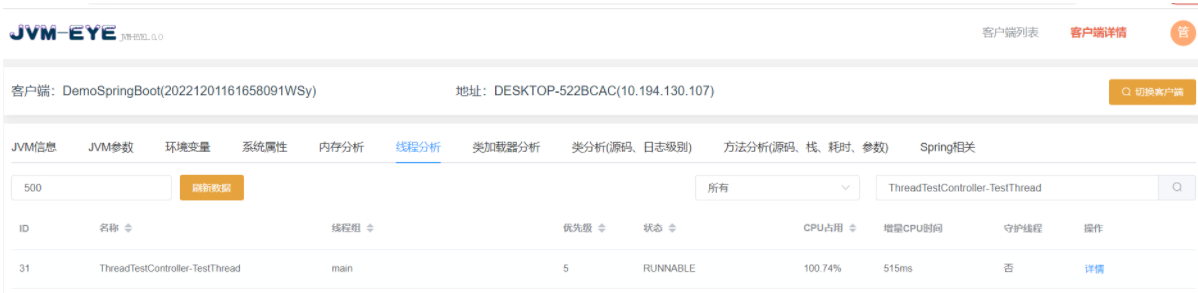 JVM-EYE JVM-EYE1.0.0 客户端列表 客户端详情 管
客户端：DemoSpringBoot(20221201161658091WSy) 地址：DESKTOP-522BCAC(10.194.130.107) 切换客户端
JVM信息 JVM参数 环境变量 系统属性 内存分析 线程分析 类加载器分析 类分析(源码、日志级别) 方法分析(源码、栈、耗时、参数) Spring相关
500 刷新数据 所有 ThreadTestController-TestThread
ID 名称 线程组 优先级 状态 CPU占用 增量CPU时间 守护线程 操作
31 ThreadTestController-TestThread main 5 RUNNABLE 100.74% 515ms 否 详情